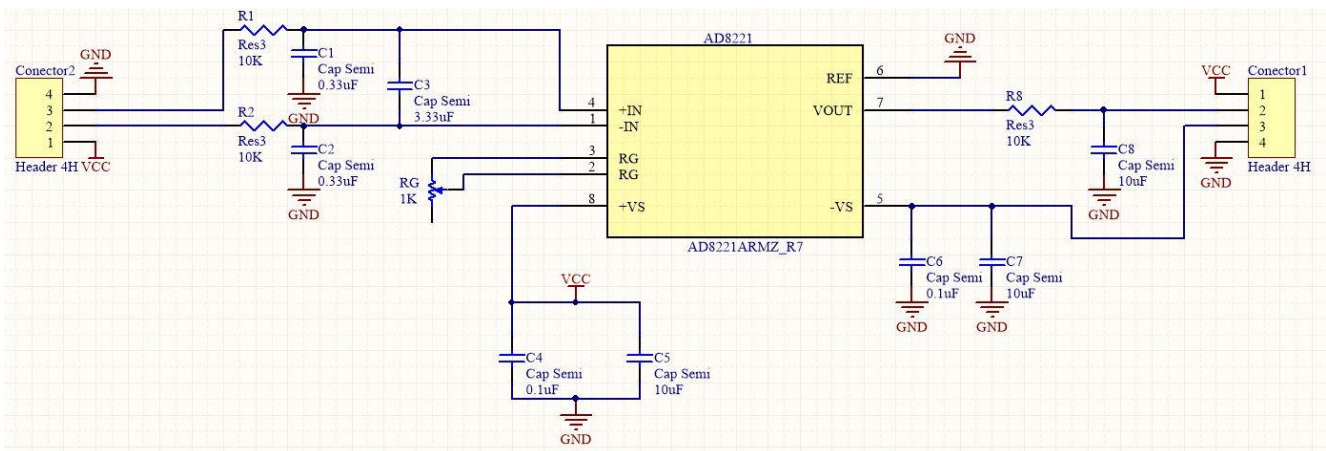 R1
Res3
10K
C1
Cap Semi
0.33uF
GND
C3
Cap Semi
3.33uF
GND
Conector2
4
3
2
1
Header 4H
VCC
R2
Res3
10K
C2
Cap Semi
0.33uF
GND
AD8221
4
+IN
1
-IN
3
RG
2
RG
8
+VS
REF
6
VOUT
7
-VS
5
AD8221ARMZ_R7
RG
1K
GND
R8
Res3
10K
C8
Cap Semi
10uF
GND
VCC
Conector1
1
2
3
4
Header 4H
GND
C6
Cap Semi
0.1uF
GND
C7
Cap Semi
10uF
GND
VCC
C4
Cap Semi
0.1uF
C5
Cap Semi
10uF
GND